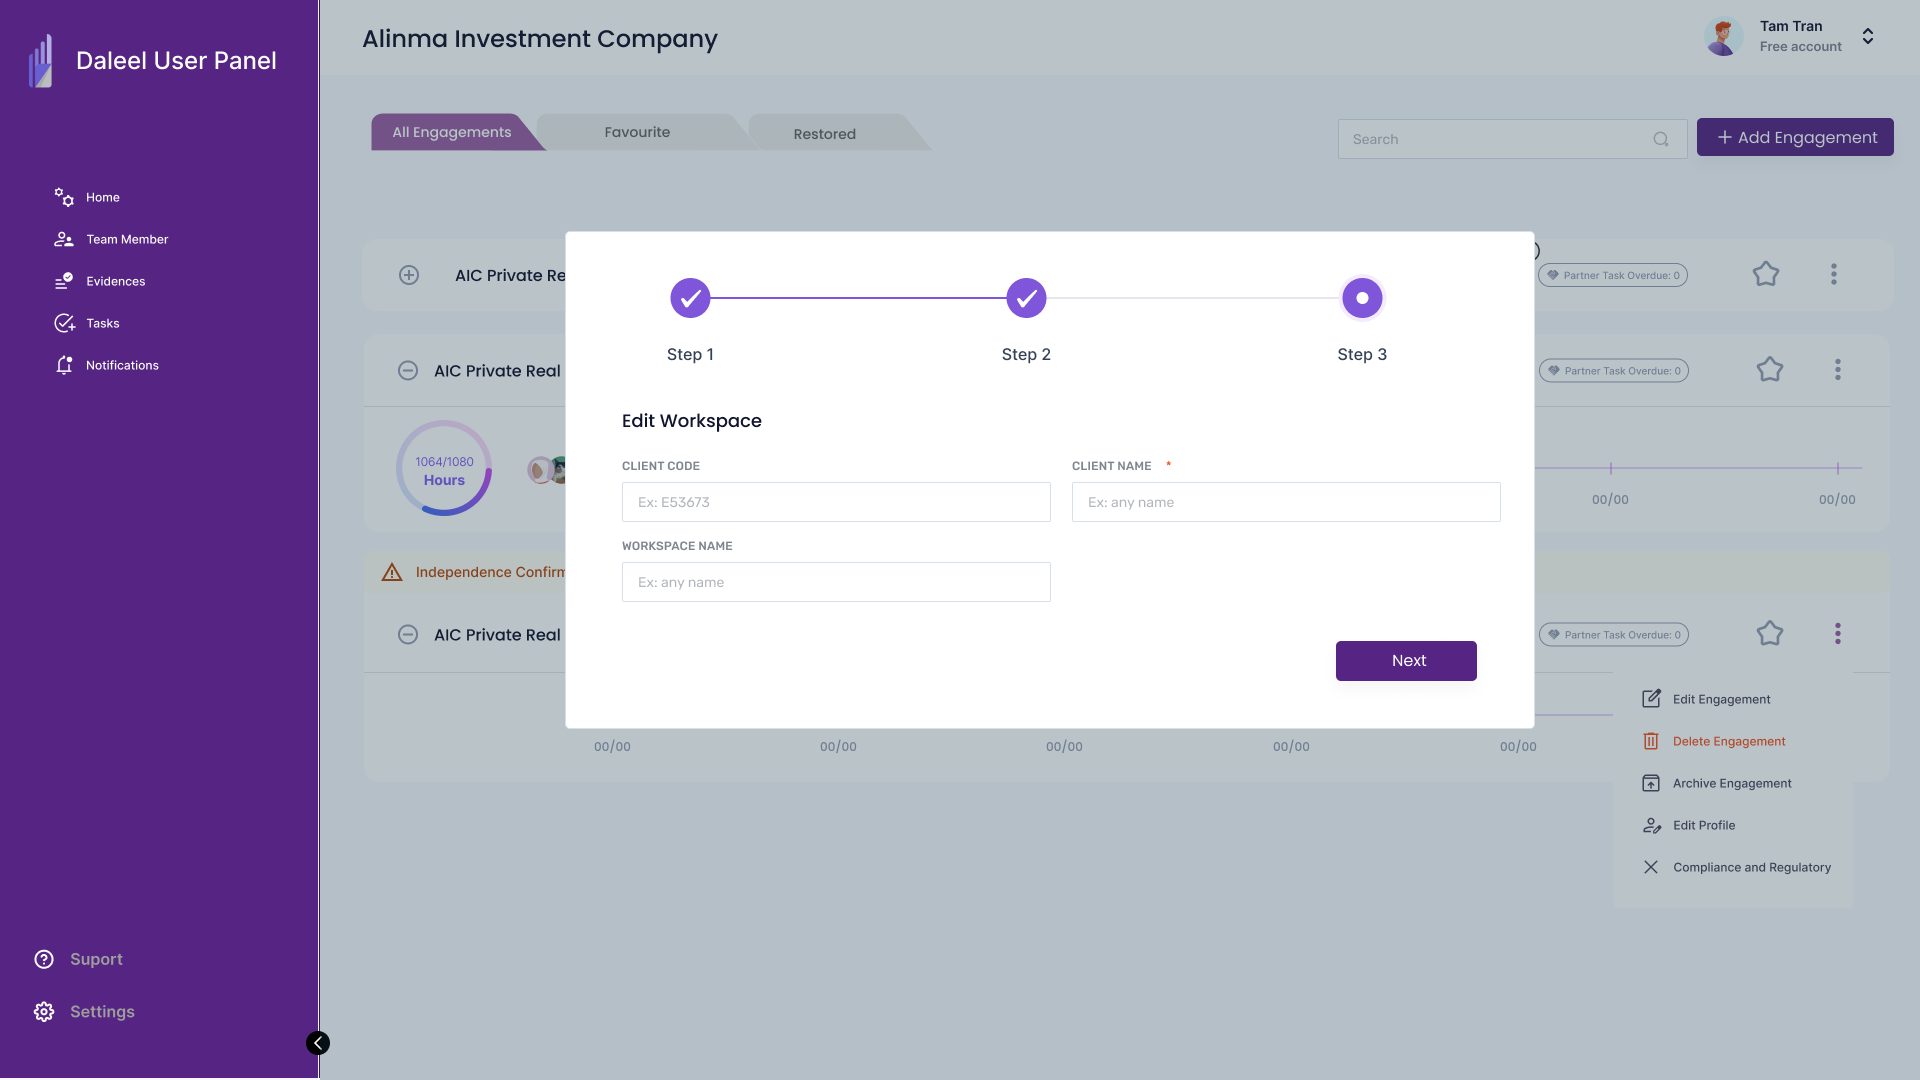 Daleel User Panel
Home
Team Member
Evidences
Tasks
Notifications
Suport
Settings
Alinma Investment Company
Tam Tran
Free account
All Engagements
Favourite
Restored
Search
+ Add Engagement
AIC Private Re
Partner Task Overdue: 0
AIC Private Real
Partner Task Overdue: 0
1064/1080
Hours
00/00
00/00
Independence Confirm
AIC Private Real
Partner Task Overdue: 0
00/00
00/00
00/00
00/00
00/00
Edit Engagement
Delete Engagement
Archive Engagement
Edit Profile
Compliance and Regulatory
Step 1
Step 2
Step 3
Edit Workspace
CLIENT CODE
CLIENT NAME *
Ex: E53673
Ex: any name
WORKSPACE NAME
Ex: any name
Next